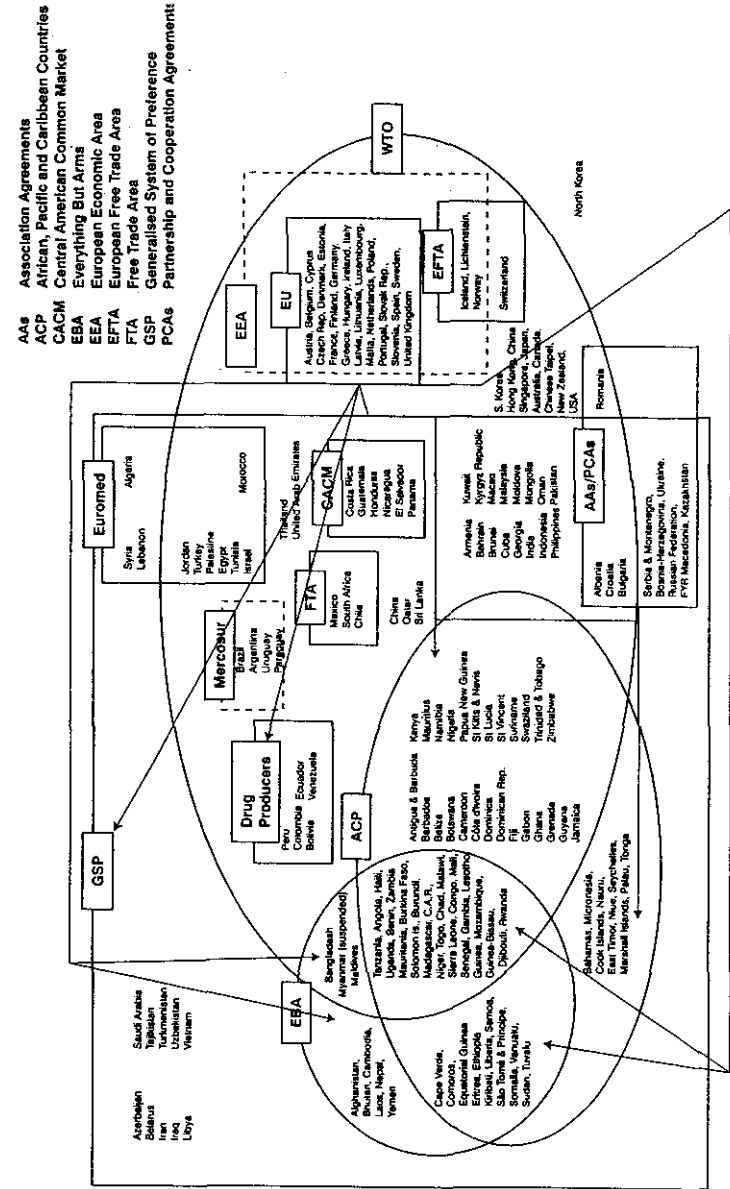 AAs Association Agreements
ACP African, Pacific and Caribbean Countries
CACM Central American Common Market
EBA Everything But Arms
EEA European Economic Area
EFTA European Free Trade Area
FTA Free Trade Area
GSP Generalised System of Preference
PCAs Partnership and Cooperation Agreements
GSP
Azerbaijan
Belarus
Iran
Iraq
Libya
Saudi Arabia
Tajikistan
Turkmenistan
Uzbekistan
Vietnam
Euromed
Syria
Lebanon
Algeria
Jordan
Turkey
Palestine
Egypt
Tunisia
Israel
Morocco
Mercosur
Brazil
Argentina
Uruguay
Paraguay
Drug
Producers
Peru
Colombia
Bolivia
Ecuador
Venezuela
Thailand
United Arab Emirates
FTA
Mexico
South Africa
Chile
CACM
Costa Rica
Guatemala
Honduras
Nicaragua
El Salvador
Panama
China
Qatar
Sri Lanka
EEA
EU
Austria, Belgium, Cyprus
Czech Rep, Denmark, Estonia,
France, Finland, Germany,
Greece, Hungary, Ireland, Italy
Latvia, Lithuania, Luxembourg,
Malta, Netherlands, Poland,
Portugal, Slovak Rep.,
Slovenia, Spain, Sweden,
United Kingdom
WTO
EFTA
Iceland, Lichtenstein,
Norway
Switzerland
North Korea
S. Korea
Hong Kong, China
Singapore, Japan,
Australia, Canada,
Chinese Taipei,
New Zealand,
USA
EBA
Bangladesh
Myanmar (suspended)
Maldives
Afghanistan,
Bhutan, Cambodia,
Laos, Nepal,
Yemen
ACP
Tanzania, Angola, Haiti,
Uganda, Benin, Zambia
Mauritania, Burkina Faso,
Solomon Is., Burundi,
Madagascar, C.A.R.,
Niger, Togo, Chad, Malawi,
Sierra Leone, Congo, Mali,
Senegal, Gambia, Lesotho
Guinea, Mozambique,
Guinea-Bissau,
Djibouti, Rwanda
Cape Verde,
Comoros,
Equatorial Guinea
Eritrea, Ethiopia
Kiribati, Liberia, Samoa,
São Tomé & Principe,
Somalia, Vanuatu,
Sudan, Tuvalu
Antigua & Barbuda
Barbados
Belize
Botswana
Cameroon
Côte d'Ivoire
Dominica
Dominican Rep.
Fiji
Gabon
Ghana
Grenada
Guyana
Jamaica
Kenya
Mauritius
Namibia
Nigeria
Papua New Guinea
St Kitts & Nevis
St Lucia
St Vincent
Suriname
Swaziland
Trinidad & Tobago
Zimbabwe
Bahamas, Micronesia,
Cook Islands, Nauru,
East Timor, Niue, Seychelles,
Marshall Islands, Palau, Tonga
Armenia
Bahrain
Brunei
Cuba
Georgia
India
Indonesia
Philippines
Kuwait
Kyrgyz Republic
Macao
Malaysia
Moldova
Mongolia
Oman
Pakistan
AAs/PCAs
Albania
Croatia
Bulgaria
Romania
Serbia & Montenegro,
Bosnia-Herzegowina, Ukraine,
Russian Federation,
FYR Macedonia, Kazakhstan